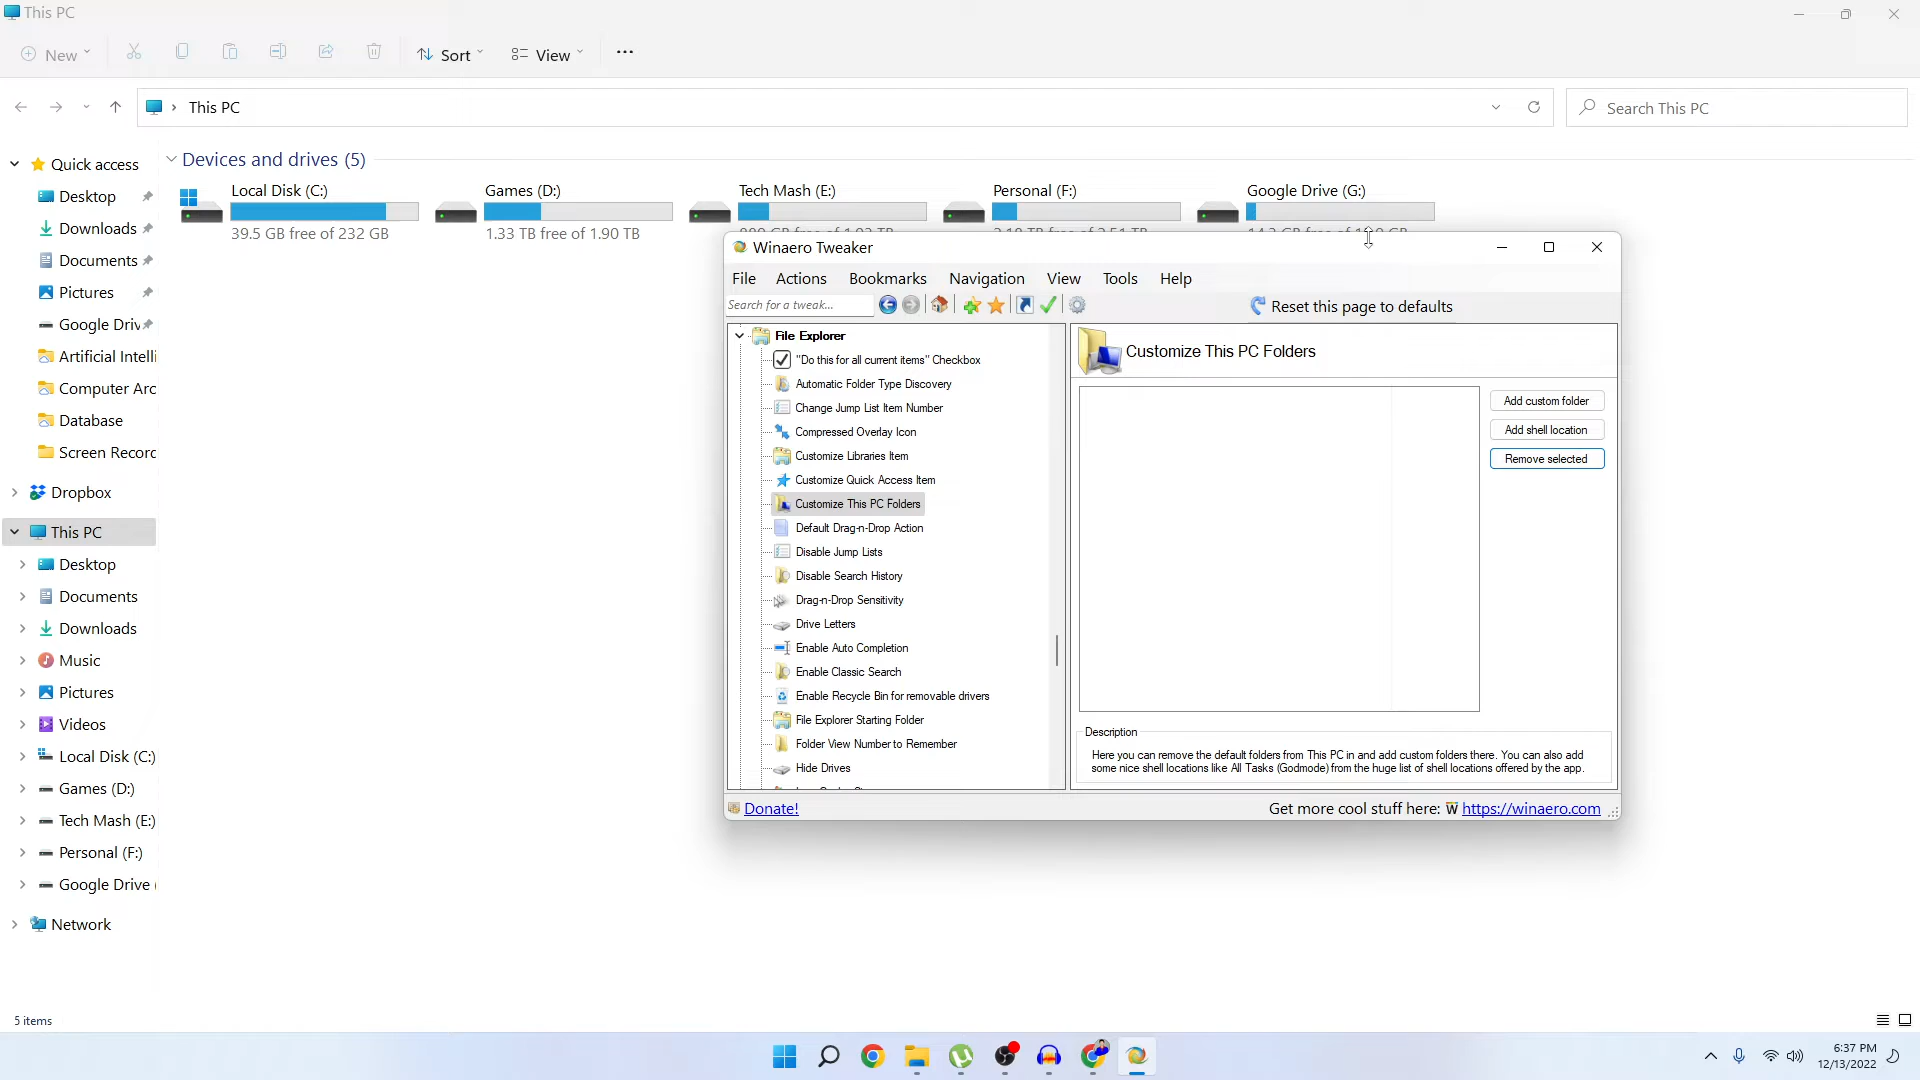 This PC
New
Sort
View
This PC
Search This PC
Quick access
Desktop
Downloads
Documents
Pictures
Google Driv
Artificial Intelli
Computer Arc
Database
Screen Recorc
Dropbox
This PC
Desktop
Documents
Downloads
Music
Pictures
Videos
Local Disk (C:)
Games (D:)
Tech Mash (E:)
Personal (F:)
Google Drive (
Network
5 items
Devices and drives (5)
Local Disk (C:)
39.5 GB free of 232 GB
Games (D:)
1.33 TB free of 1.90 TB
Tech Mash (E:)
Personal (F:)
Google Drive (G:)
Winaero Tweaker
File Actions Bookmarks Navigation View Tools Help
Search for a tweak...
Reset this page to defaults
File Explorer
"Do this for all current items" Checkbox
Automatic Folder Type Discovery
Change Jump List Item Number
Compressed Overlay Icon
Customize Libraries Item
Customize Quick Access Item
Customize This PC Folders
Default Drag-n-Drop Action
Disable Jump Lists
Disable Search History
Drag-n-Drop Sensitivity
Drive Letters
Enable Auto Completion
Enable Classic Search
Enable Recycle Bin for removable drivers
File Explorer Starting Folder
Folder View Number to Remember
Hide Drives
Customize This PC Folders
Add custom folder
Add shell location
Remove selected
Description
Here you can remove the default folders from This PC in and add custom folders there. You can also add
some nice shell locations like All Tasks (Godmode) from the huge list of shell locations offered by the app.
Donate!
Get more cool stuff here: W https://winaero.com
6:37 PM
12/13/2022